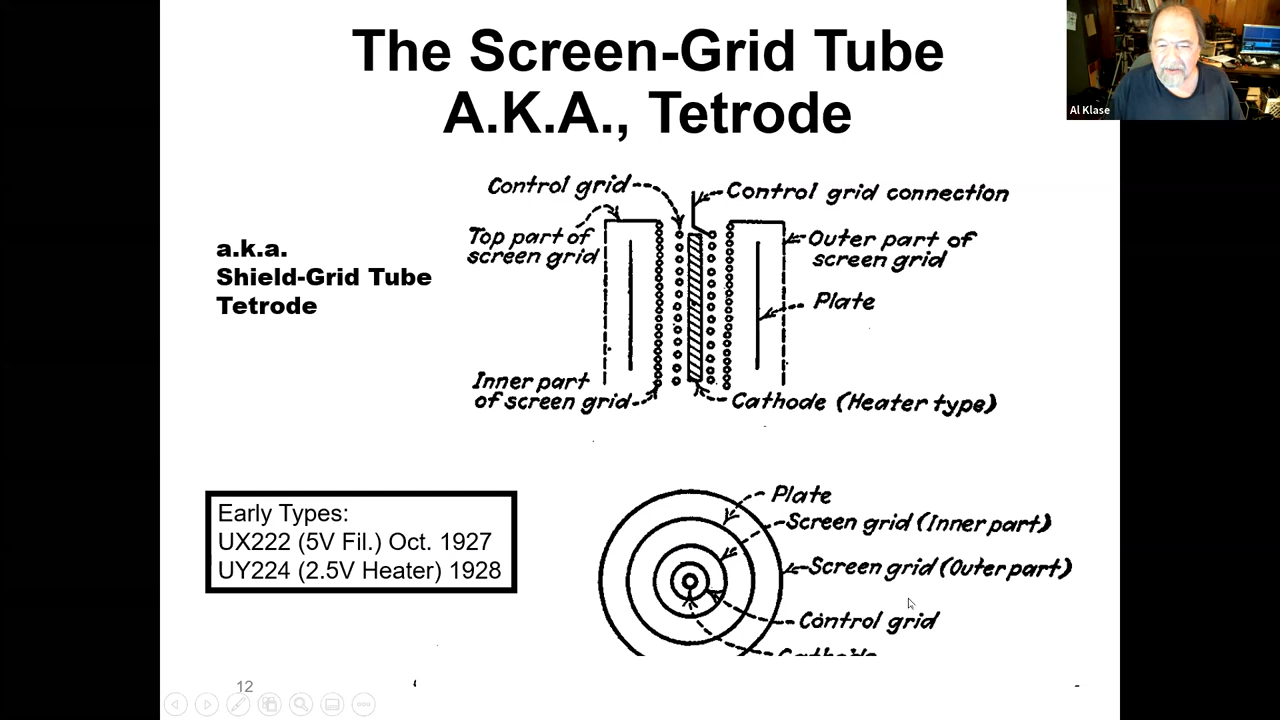 The Screen-Grid Tube
A.K.A., Tetrode
Al Klase
a.k.a.
Shield-Grid Tube
Tetrode
Control grid
Control grid connection
Top part of
screen grid
Outer part of
screen grid
Plate
Inner part
of screen grid
Cathode (Heater type)
Early Types:
UX222 (5V Fil.) Oct. 1927
UY224 (2.5V Heater) 1928
Plate
Screen grid (Inner part)
Screen grid (Outer part)
Control grid
Cathode
12